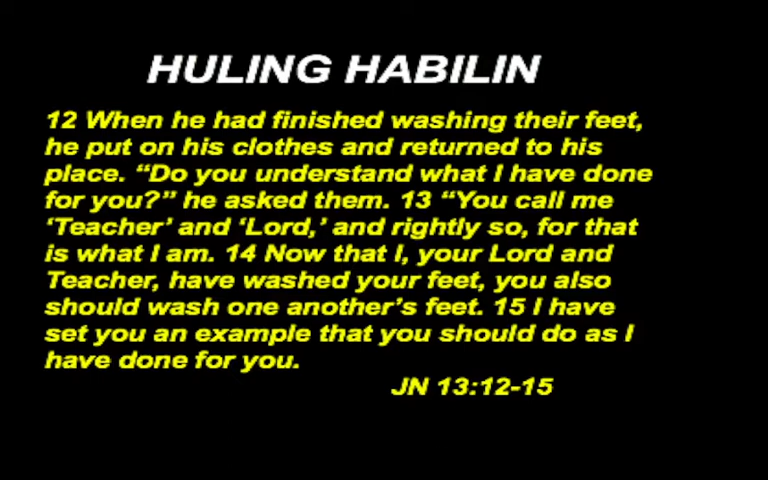 HULING HABILIN
12 When he had finished washing their feet,
he put on his clothes and returned to his
place. “Do you understand what I have done
for you?” he asked them. 13 “You call me
‘Teacher’ and ‘Lord,’ and rightly so, for that
is what I am. 14 Now that I, your Lord and
Teacher, have washed your feet, you also
should wash one another’s feet. 15 I have
set you an example that you should do as I
have done for you.
JN 13:12-15